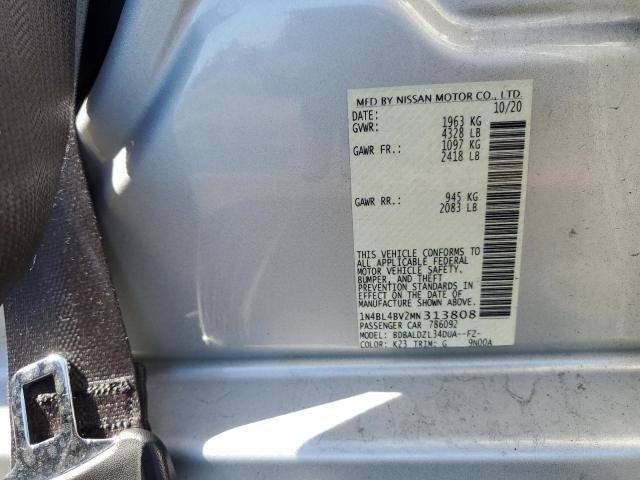 MFD BY NISSAN MOTOR CO., LTD.
DATE: 10/20
GVWR: 1963 KG
4328 LB
GAWR FR.: 1097 KG
2418 LB
GAWR RR.: 945 KG
2083 LB
THIS VEHICLE CONFORMS TO
ALL APPLICABLE FEDERAL
MOTOR VEHICLE SAFETY,
BUMPER, AND THEFT
PREVENTION STANDARDS IN
EFFECT ON THE DATE OF
MANUFACTURE SHOWN ABOVE.
1N4BL4BV2MN313808
PASSENGER CAR 786092
MODEL: BDBALDZL34DUA--FZ-
COLOR: K23 TRIM: G 9N00A